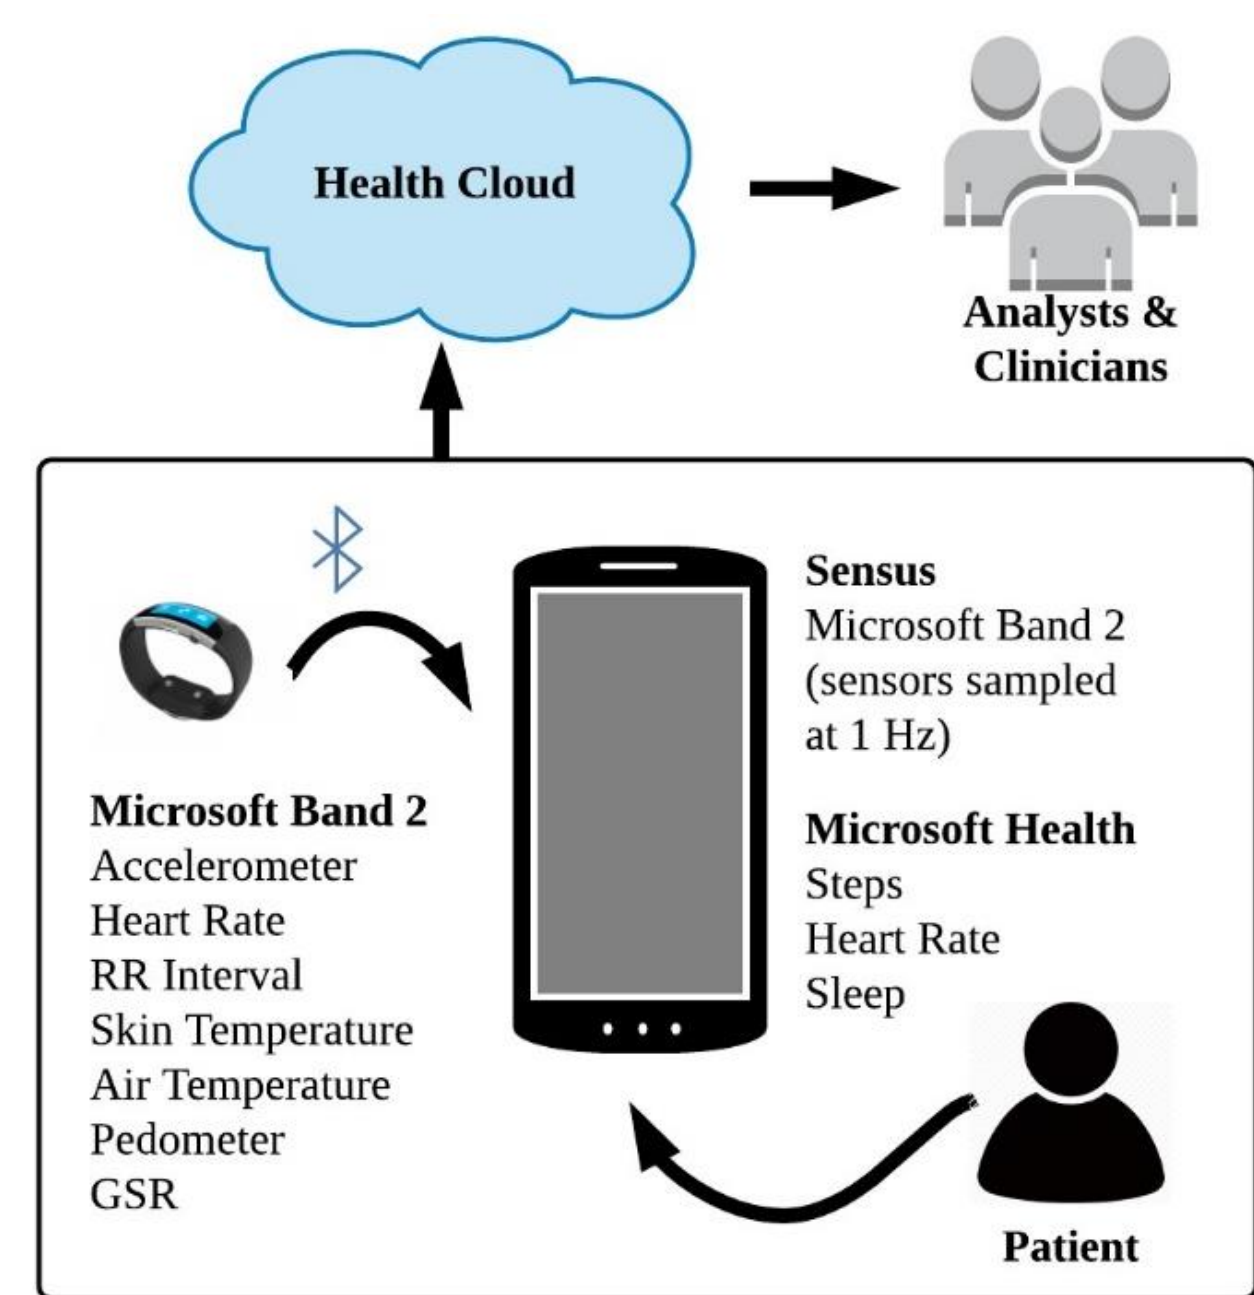 Health Cloud
Analysts &
Clinicians
Sensus
Microsoft Band 2
(sensors sampled
at 1 Hz)
Microsoft Band 2
Accelerometer
Heart Rate
RR Interval
Skin Temperature
Air Temperature
Pedometer
GSR
Microsoft Health
Steps
Heart Rate
Sleep
Patient